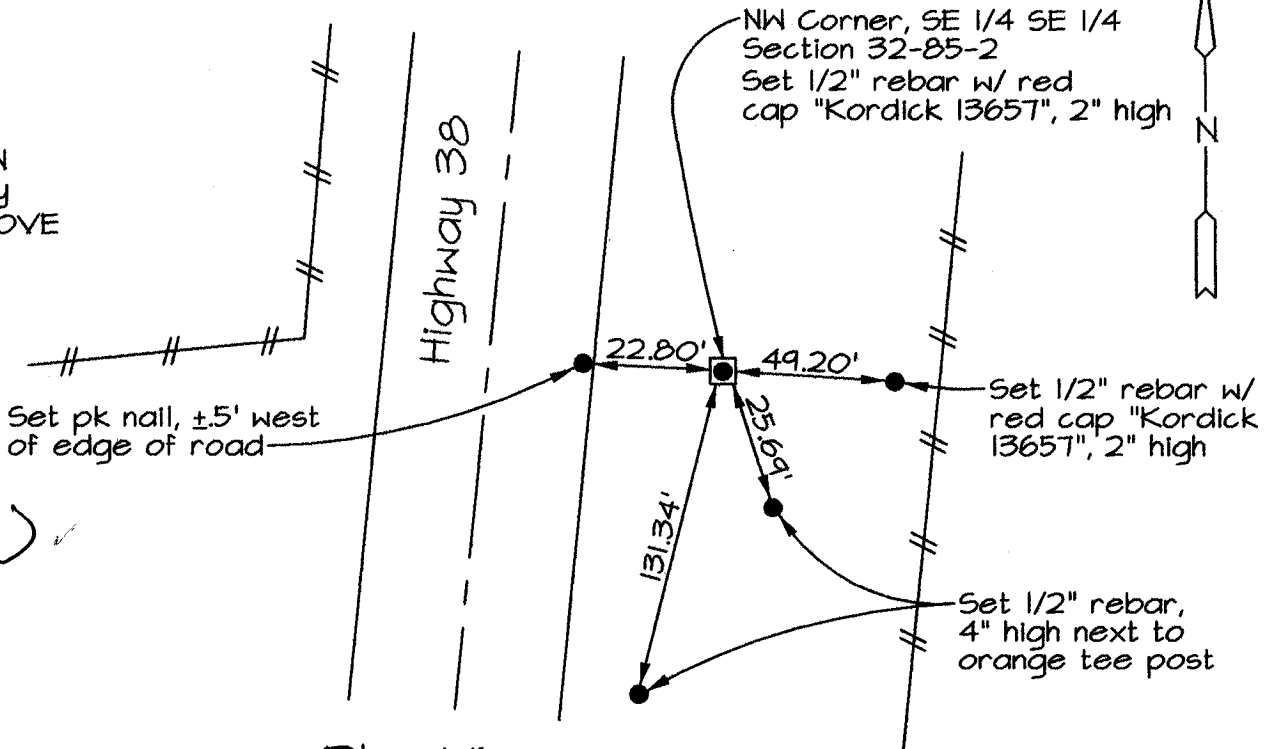 NW Corner, SE 1/4 SE 1/4
Section 32-85-2
Set 1/2" rebar w/ red
cap "Kordick 13657", 2" high
N
OVE
Highway 38
22.80'
49.20'
25.69'
131.34'
Set pk nail, ±.5' west
of edge of road
Set 1/2" rebar w/
red cap "Kordick
13657", 2" high
Set 1/2" rebar,
4" high next to
orange tee post